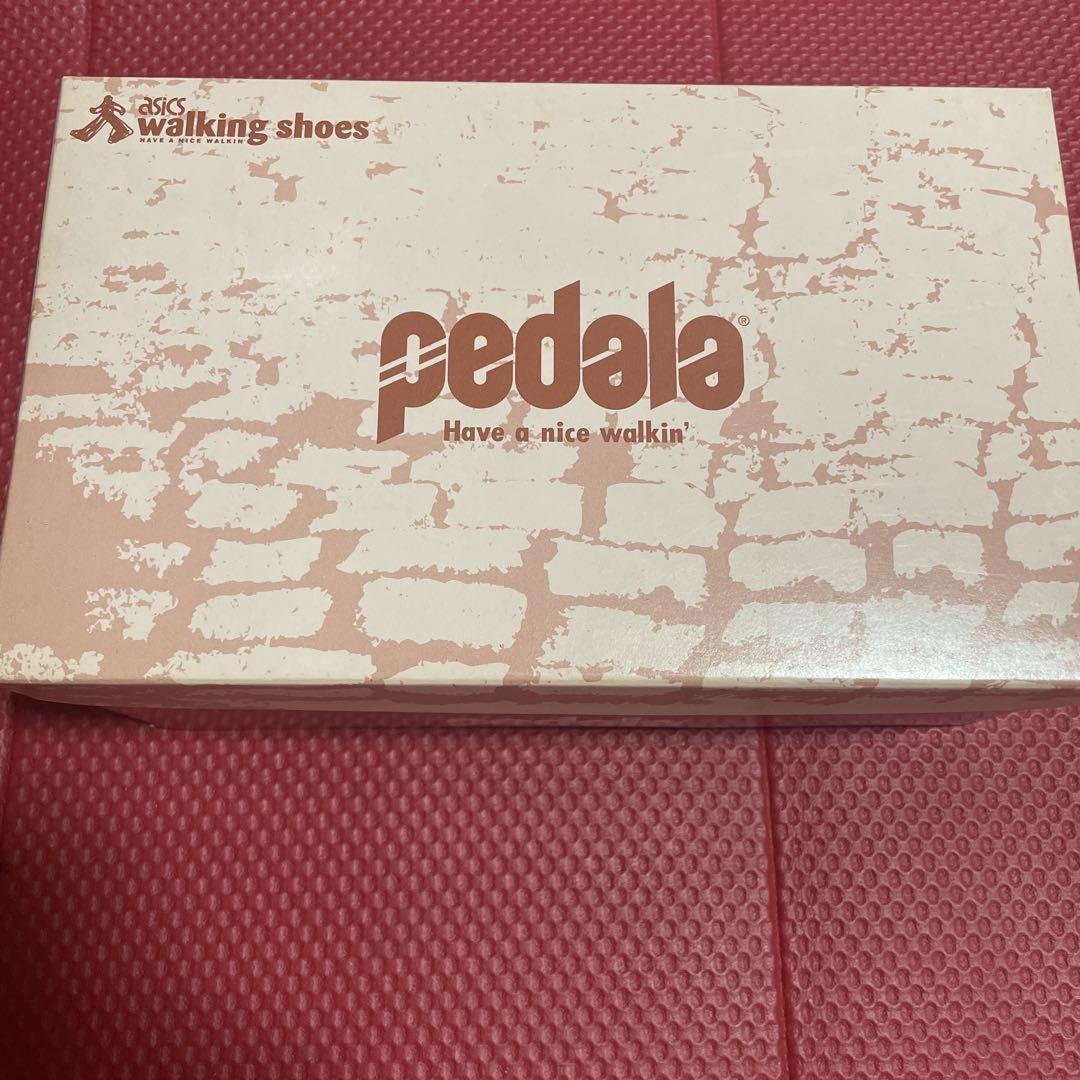 asics
walking shoes
HAVE A NICE WALKIN'
pedala®
Have a nice walkin'